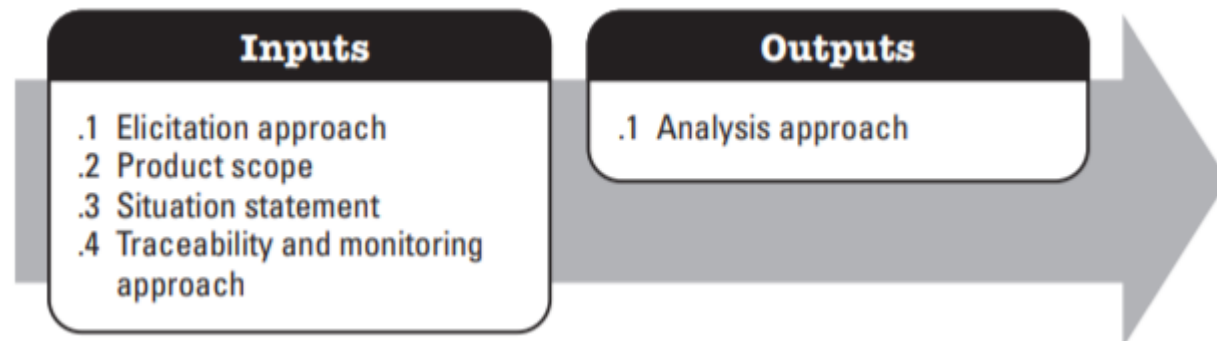 Inputs
.1 Elicitation approach
.2 Product scope
.3 Situation statement
.4 Traceability and monitoring
approach
Outputs
.1 Analysis approach